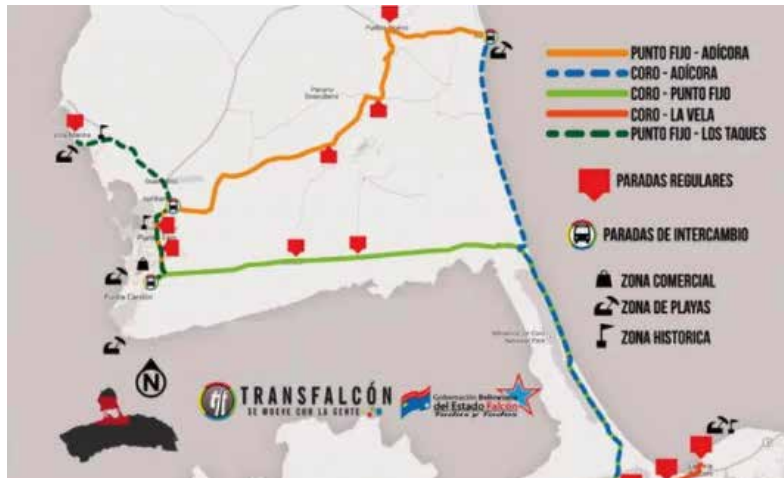 PUNTO FIJO - ADÍCORA
CORO - ADÍCORA
CORO - PUNTO FIJO
CORO - LA VELA
PUNTO FIJO - LOS TAQUES
PARADAS REGULARES
PARADAS DE INTERCAMBIO
ZONA COMERCIAL
ZONA DE PLAYAS
ZONA HISTORICA
Punta Cardón
N
TRANSFALCÓN
SE MUEVE CON LA GENTE
Gobernación Bolivariana
del Estado Falcón